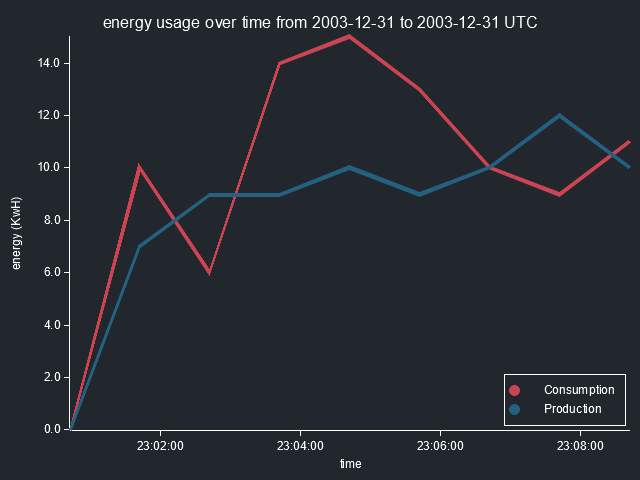 energy usage over time from 2003-12-31 to 2003-12-31 UTC
14.0
12.0
10.0
8.0
6.0
4.0
2.0
0.0
energy (KwH)
Consumption
Production
23:02:00 23:04:00 23:06:00 23:08:00
time